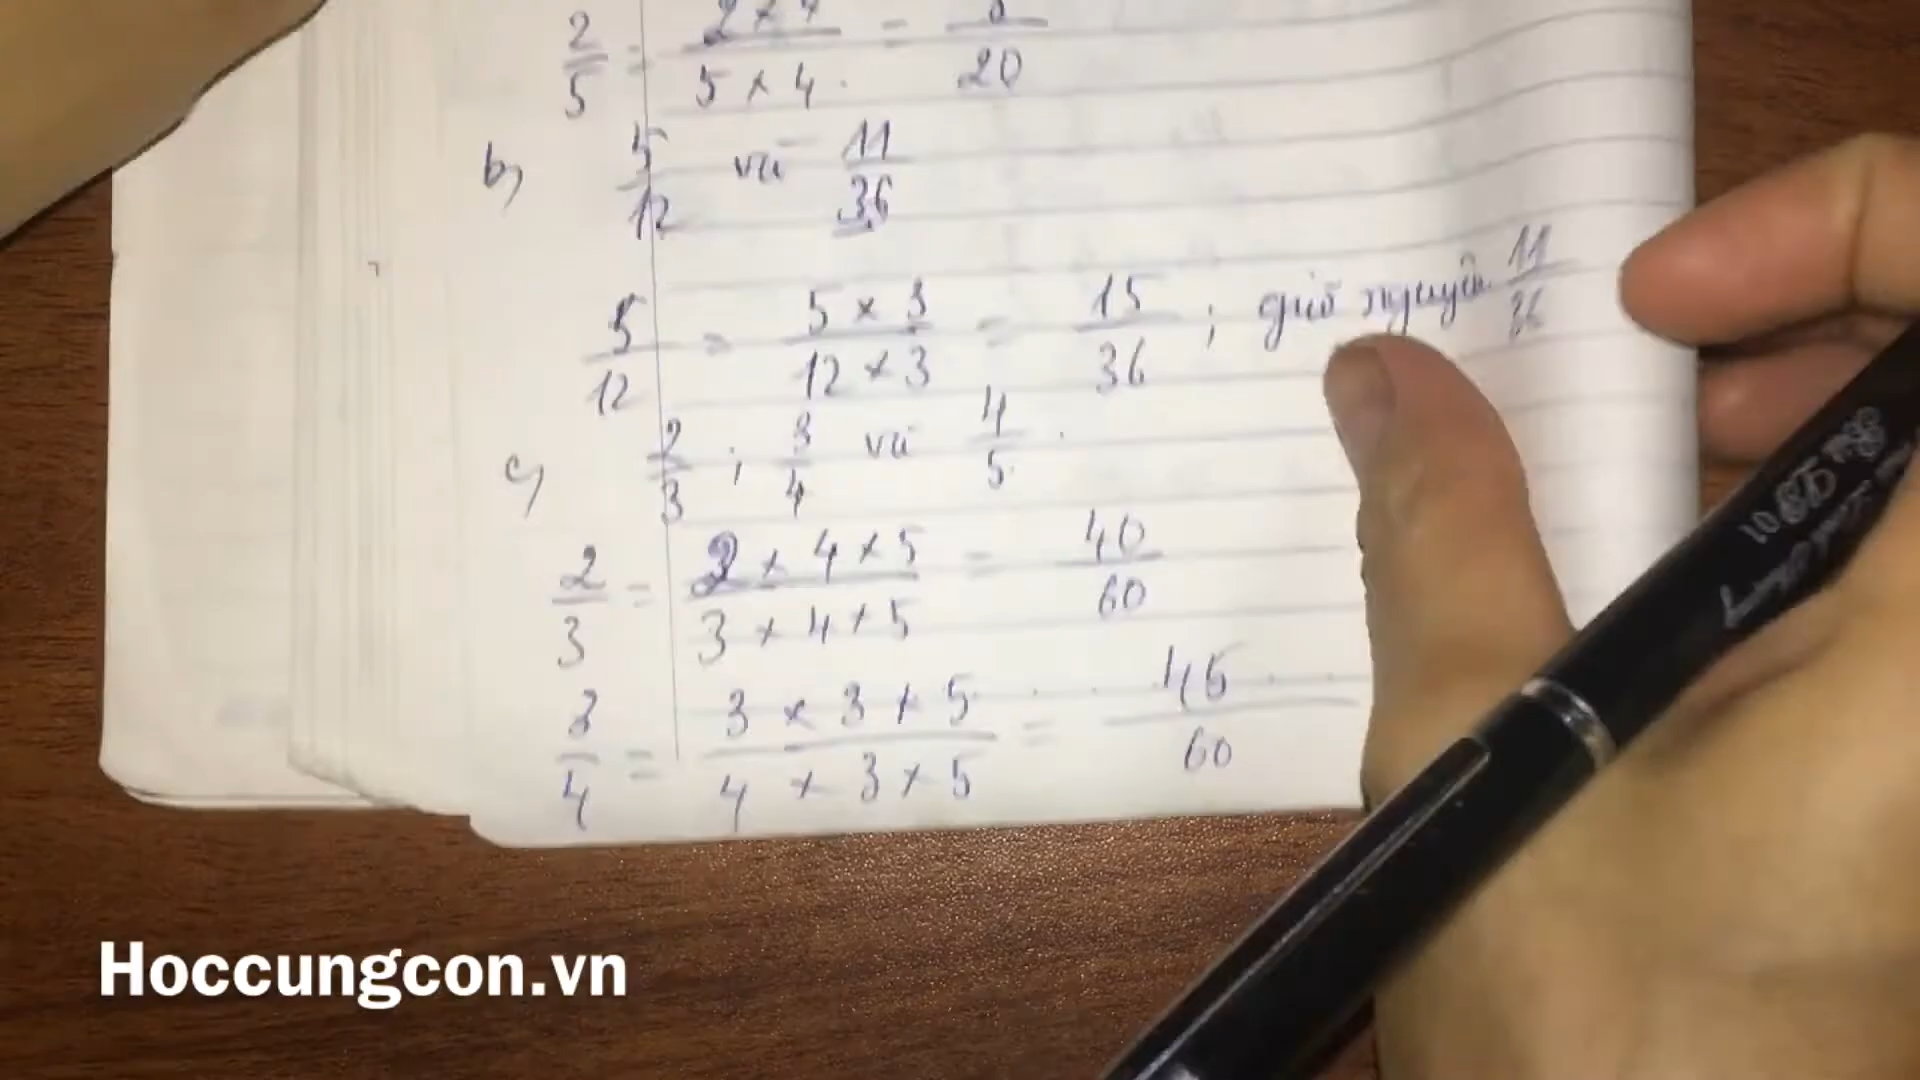 2/5 = 2 × 4 / 5 × 4 = 8/20
b) 5/12 và 11/36
5/12 = 5 × 3 / 12 × 3 = 15/36 ; giữ nguyên 11/36
c) 2/3 ; 3/4 và 4/5
2/3 = 2 × 4 × 5 / 3 × 4 × 5 = 40/60
3/4 = 3 × 3 × 5 / 4 × 3 × 5 = 45/60
Hoccungcon.vn